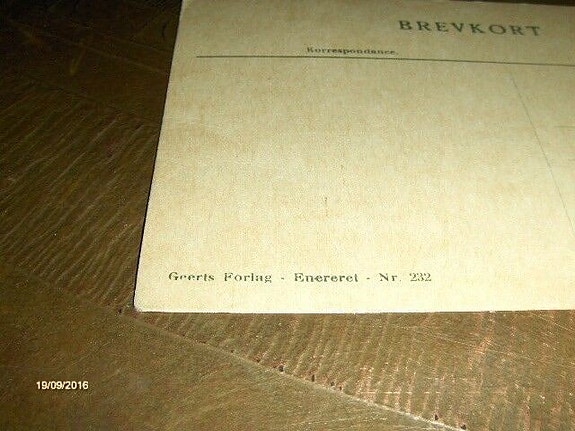 BREVKORT
Korrespondance.
Geerts Forlag - Eneret - Nr. 232
19/09/2016